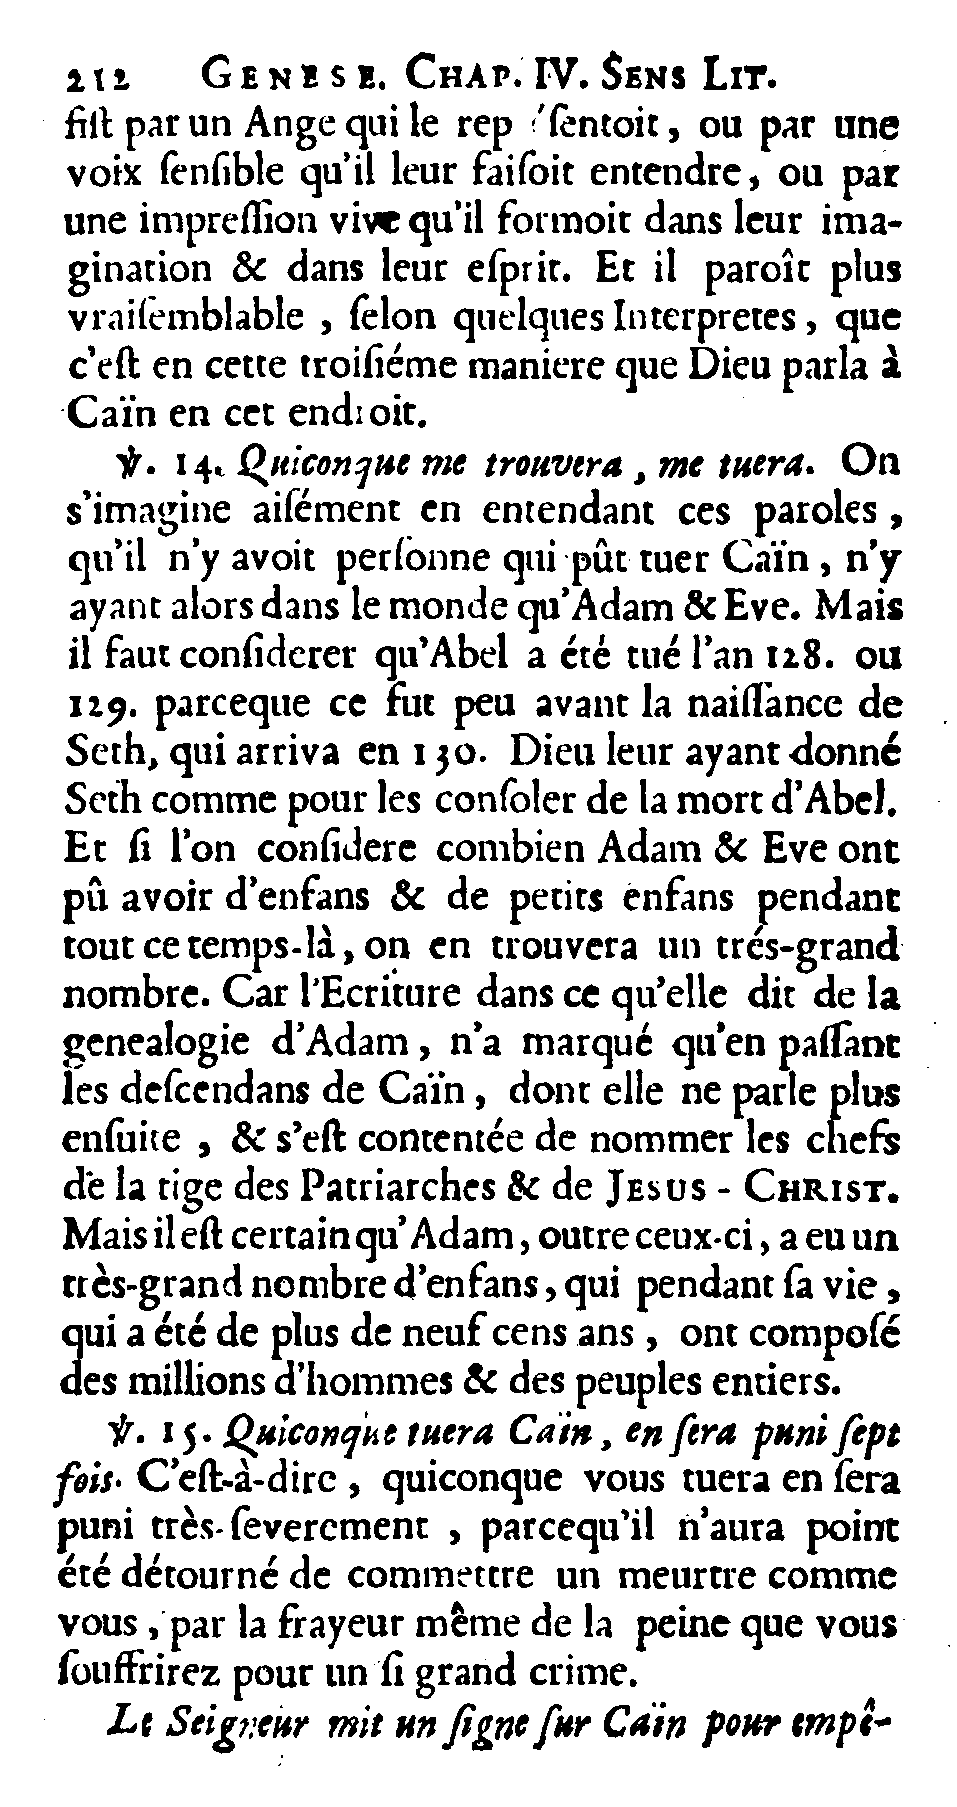 212 GENESE. CHAP. IV. SENS LIT.
fiſt par un Ange qui le repréſentoit, ou par une
voix ſenſible qu'il leur faiſoit entendre, ou par
une impreſſion vive qu'il formoit dans leur ima-
gination & dans leur eſprit. Et il paroît plus
vraiſemblable, ſelon quelques Interpretes, que
c'eſt en cette troiſiéme maniere que Dieu parla à
Caïn en cet endroit.
℣. 14. Quiconque me trouvera, me tuera. On
s'imagine aiſément en entendant ces paroles,
qu'il n'y avoit perſonne qui pût tuer Caïn, n'y
ayant alors dans le monde qu'Adam & Eve. Mais
il faut conſiderer qu'Abel a été tué l'an 128. ou
129. parceque ce fut peu avant la naiſſance de
Seth, qui arriva en 130. Dieu leur ayant donné
Seth comme pour les conſoler de la mort d'Abel.
Et ſi l'on conſidere combien Adam & Eve ont
pû avoir d'enfans & de petits enfans pendant
tout ce temps-là, on en trouvera un trés-grand
nombre. Car l'Ecriture dans ce qu'elle dit de la
genealogie d'Adam, n'a marqué qu'en paſſant
les deſcendans de Caïn, dont elle ne parle plus
enſuite, & s'eſt contentée de nommer les chefs
de la tige des Patriarches & de JESUS-CHRIST.
Mais il eſt certain qu'Adam, outre ceux-ci, a eu un
très-grand nombre d'enfans, qui pendant ſa vie,
qui a été de plus de neuf cens ans, ont compoſé
des millions d'hommes & des peuples entiers.
℣. 15. Quiconque tuera Caïn, en ſera puni ſept
fois. C'eſt-à-dire, quiconque vous tuera en ſera
puni très-ſeverement, parcequ'il n'aura point
été détourné de commettre un meurtre comme
vous, par la frayeur même de la peine que vous
ſouffrirez pour un ſi grand crime.
Le Seigneur mit un ſigne ſur Caïn pour empê-